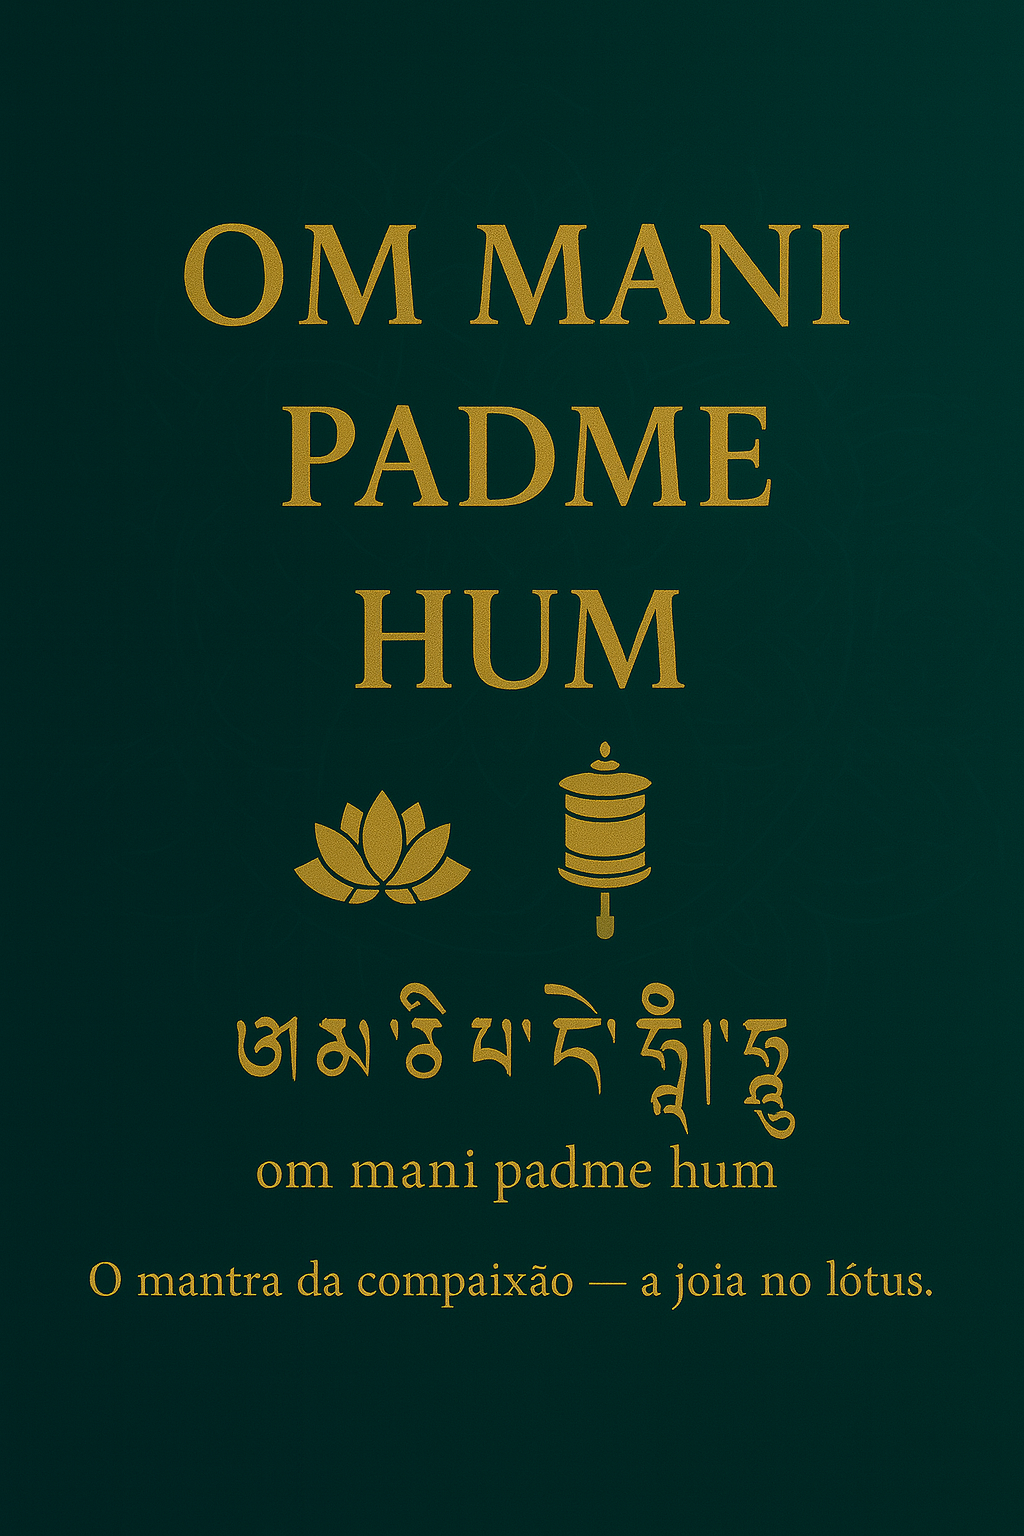 OM MANI
PADME
HUM
om mani padme hum
O mantra da compaixão — a joia no lótus.